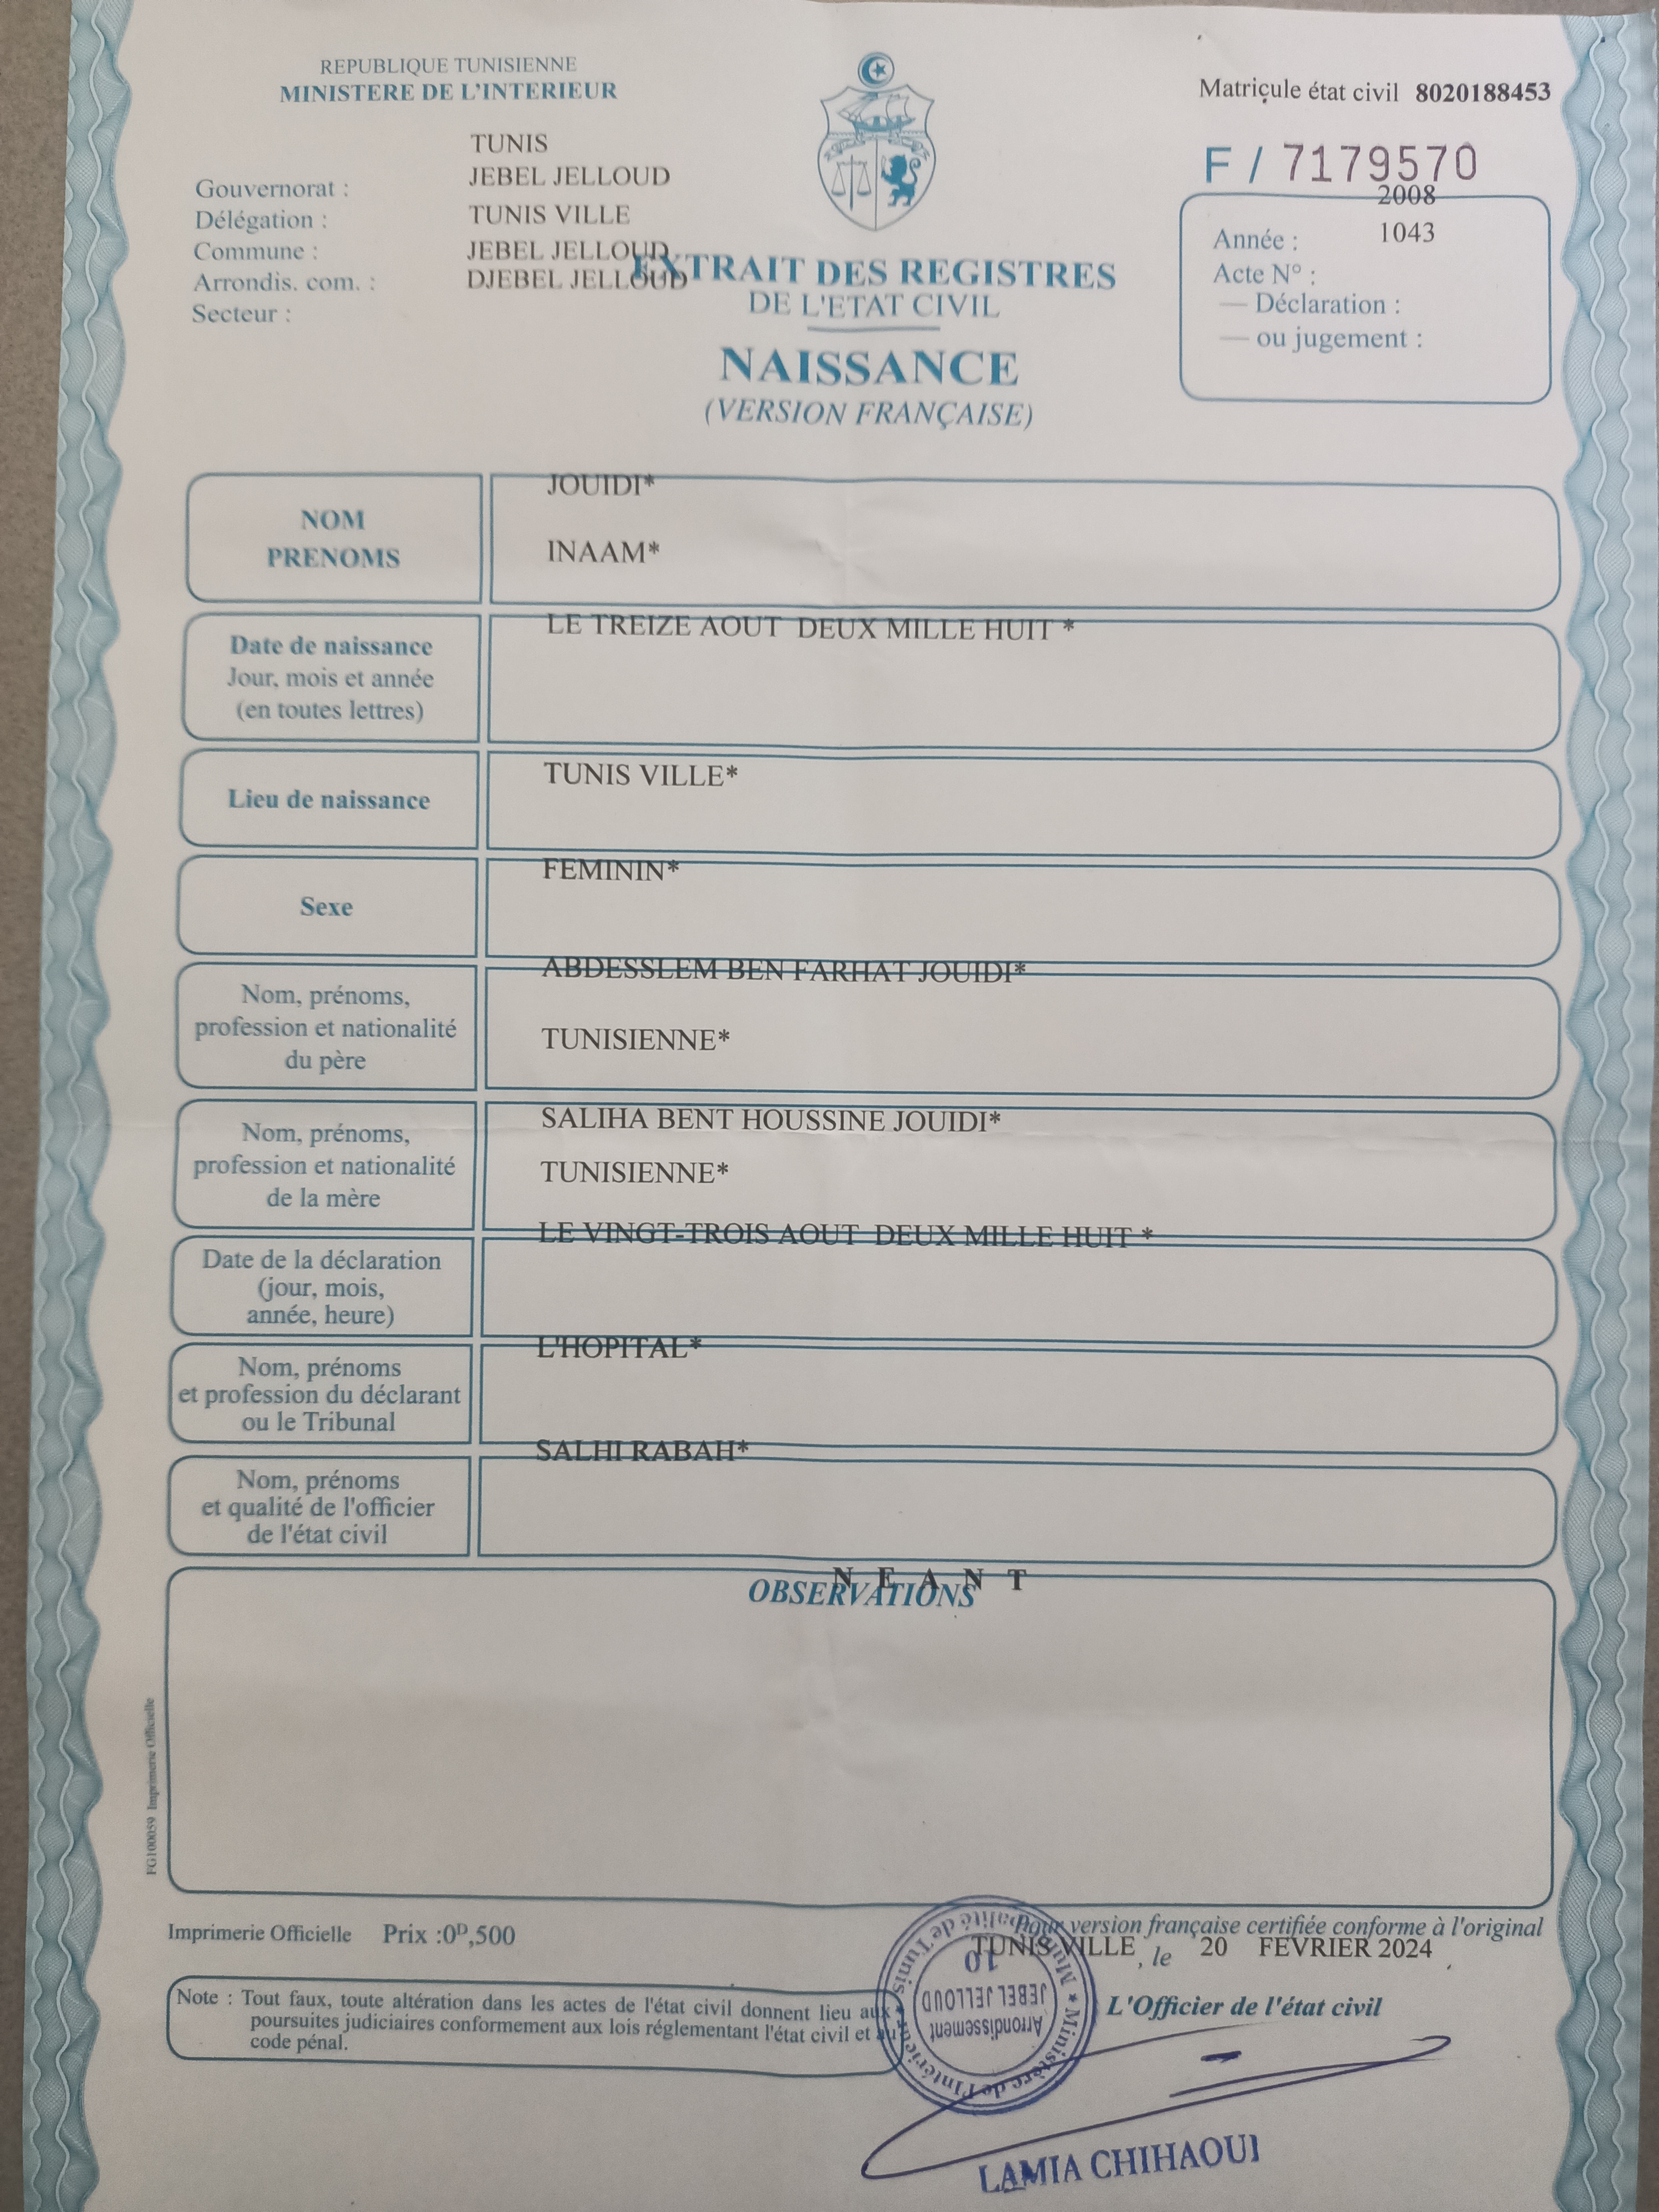 REPUBLIQUE TUNISIENNE
MINISTERE DE L'INTERIEUR
Matricule état civil 8020188453
F / 7179570
Gouvernorat : TUNIS
Délégation : JEBEL JELLOUD
Commune : TUNIS VILLE
Arrondis. com. : JEBEL JELLOUD
Secteur : DJEBEL JELLOUD
Année : 2008
Acte N° : 1043
— Déclaration :
— ou jugement :
EXTRAIT DES REGISTRES
DE L'ETAT CIVIL
NAISSANCE
(VERSION FRANÇAISE)
NOM
PRENOMS
JOUIDI*
INAAM*
Date de naissance
Jour, mois et année
(en toutes lettres)
LE TREIZE AOUT DEUX MILLE HUIT *
Lieu de naissance
TUNIS VILLE*
Sexe
FEMININ*
Nom, prénoms,
profession et nationalité
du père
ABDESSLEM BEN FARHAT JOUIDI*
TUNISIENNE*
Nom, prénoms,
profession et nationalité
de la mère
SALIHA BENT HOUSSINE JOUIDI*
TUNISIENNE*
Date de la déclaration
(jour, mois,
année, heure)
LE VINGT-TROIS AOUT DEUX MILLE HUIT *
Nom, prénoms
et profession du déclarant
ou le Tribunal
L'HOPITAL*
Nom, prénoms
et qualité de l'officier
de l'état civil
SALHI RABAH*
OBSERVATIONS
N E A N T
FG100059 Imprimerie Officielle
Imprimerie Officielle Prix :0ᴰ,500
Pour version française certifiée conforme à l'original
TUNIS VILLE , le 20 FEVRIER 2024
Note : Tout faux, toute altération dans les actes de l'état civil donnent lieu aux
poursuites judiciaires conformement aux lois réglementant l'état civil et au
code pénal.
L'Officier de l'état civil
★ Ministère de l'Intérieur ★ Municipalité de Tunis
Arrondissement
JEBEL JELLOUD
10
LAMIA CHIHAOUI